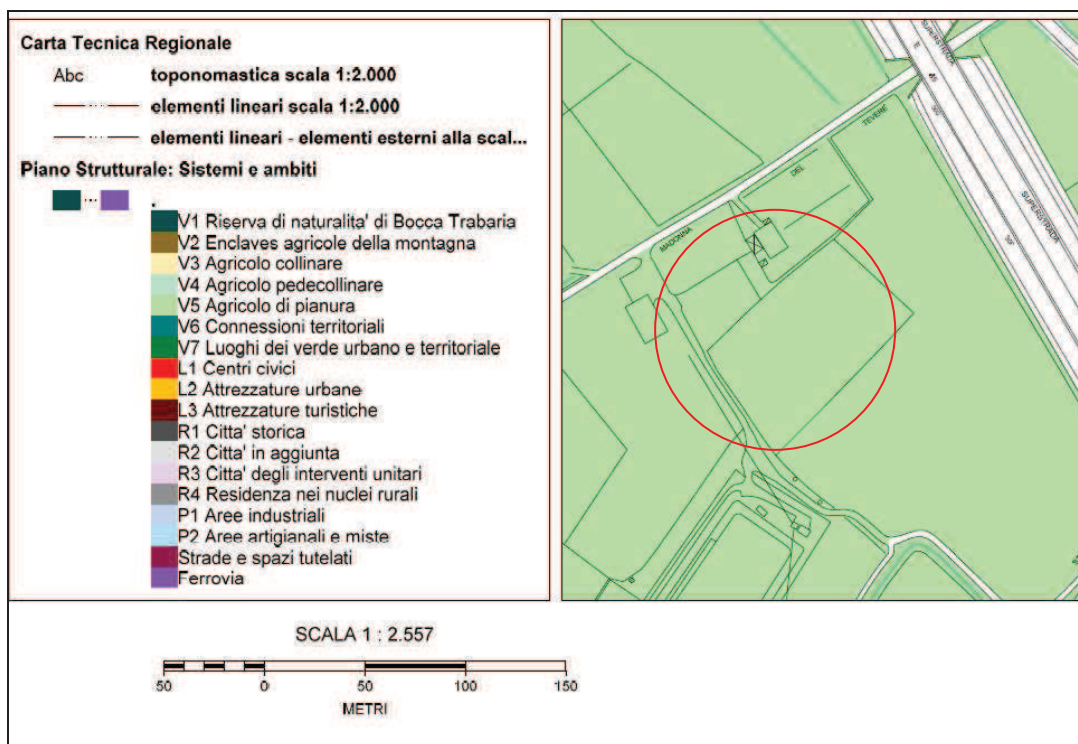 Carta Tecnica Regionale
Abc toponomastica scala 1:2.000
elementi lineari scala 1:2.000
elementi lineari - elementi esterni alla scal...
Piano Strutturale: Sistemi e ambiti
.
V1 Riserva di naturalita' di Bocca Trabaria
V2 Enclaves agricole della montagna
V3 Agricolo collinare
V4 Agricolo pedecollinare
V5 Agricolo di pianura
V6 Connessioni territoriali
V7 Luoghi dei verde urbano e territoriale
L1 Centri civici
L2 Attrezzature urbane
L3 Attrezzature turistiche
R1 Citta' storica
R2 Citta' in aggiunta
R3 Citta' degli interventi unitari
R4 Residenza nei nuclei rurali
P1 Aree industriali
P2 Aree artigianali e miste
Strade e spazi tutelati
Ferrovia
SUPERSTRADA
E
45
SUPERSTRADA
MADONNA DEL TEVERE
SCALA 1 : 2.557
50 0 50 100 150
METRI